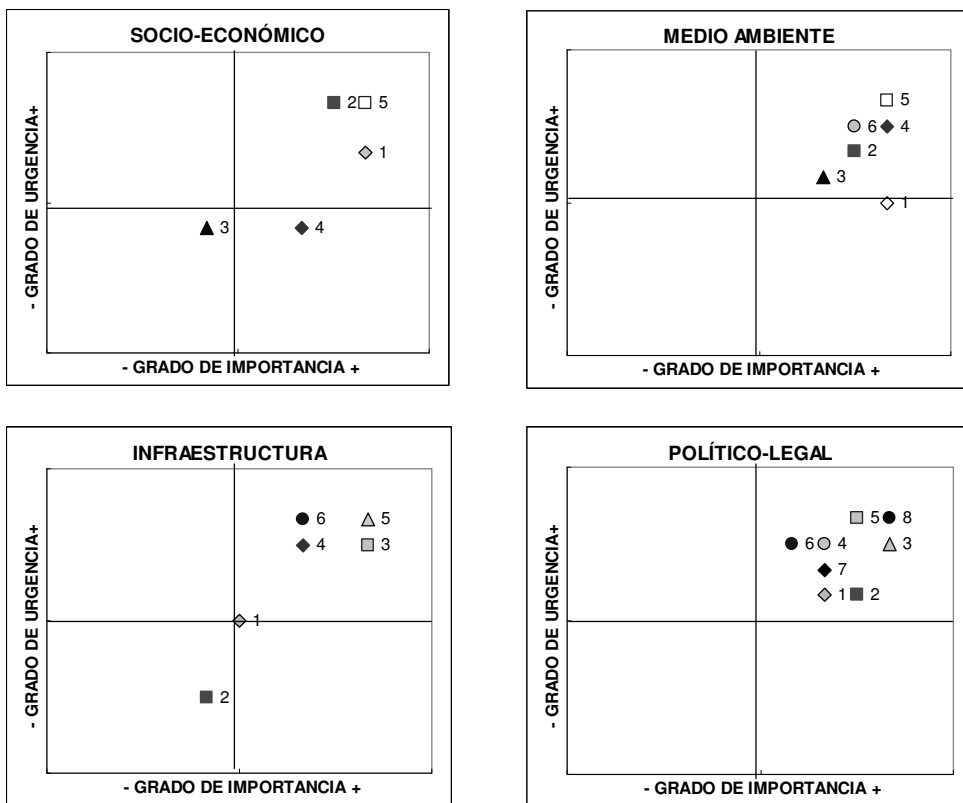 SOCIO-ECONÓMICO
- GRADO DE URGENCIA+
2
5
1
3
4
- GRADO DE IMPORTANCIA +
MEDIO AMBIENTE
- GRADO DE URGENCIA+
5
6
4
2
3
1
- GRADO DE IMPORTANCIA +
INFRAESTRUCTURA
- GRADO DE URGENCIA+
6
5
4
3
1
2
- GRADO DE IMPORTANCIA +
POLÍTICO-LEGAL
- GRADO DE URGENCIA+
5
8
6
4
3
7
1
2
- GRADO DE IMPORTANCIA +